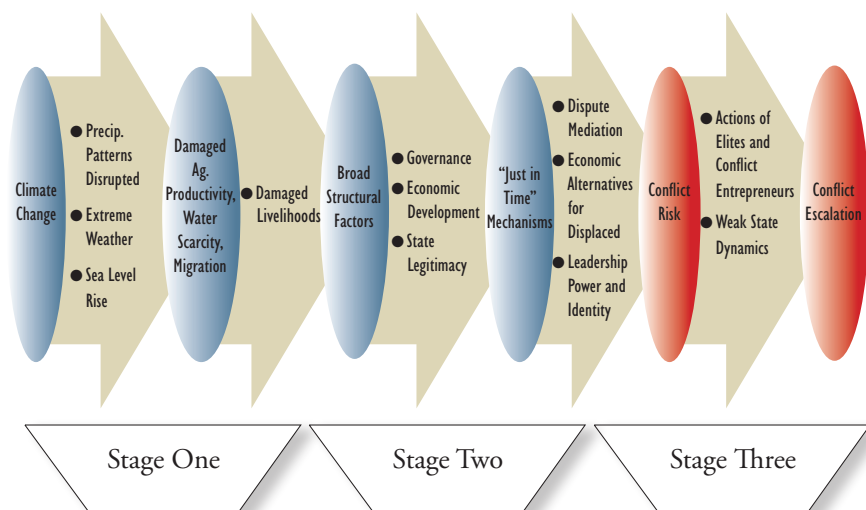 Climate
Change
Precip.
Patterns
Disrupted
Extreme
Weather
Sea Level
Rise
Damaged
Ag.
Productivity,
Water
Scarcity,
Migration
Damaged
Livelihoods
Broad
Structural
Factors
Governance
Economic
Development
State
Legitimacy
“Just in
Time”
Mechanisms
Dispute
Mediation
Economic
Alternatives
for
Displaced
Leadership
Power and
Identity
Conflict
Risk
Actions of
Elites and
Conflict
Entrepreneurs
Weak State
Dynamics
Conflict
Escalation
Stage One
Stage Two
Stage Three